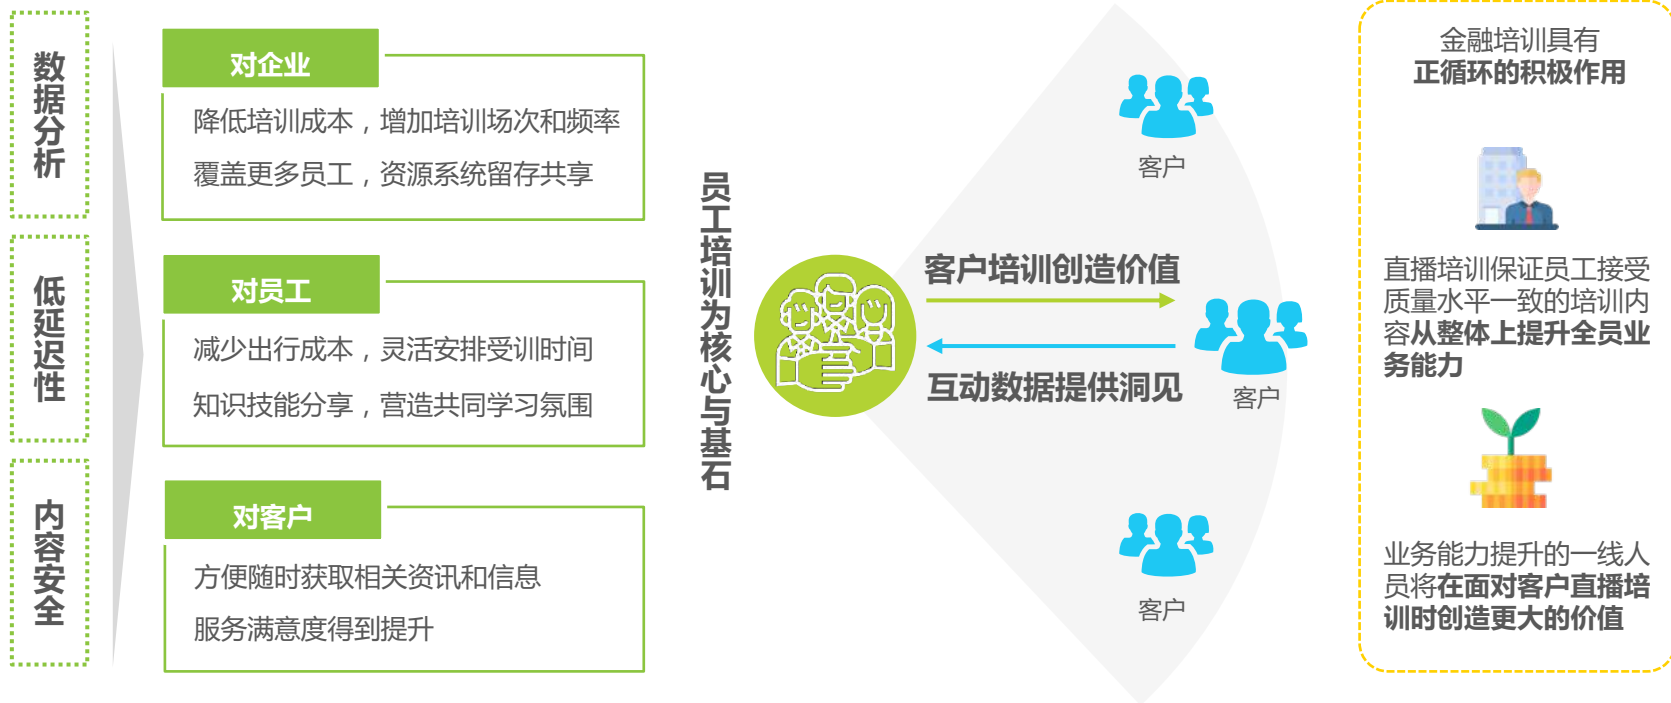 数据分析
低延迟性
内容安全
对企业
降低培训成本，增加培训场次和频率
覆盖更多员工，资源系统留存共享
对员工
减少出行成本，灵活安排受训时间
知识技能分享，营造共同学习氛围
对客户
方便随时获取相关资讯和信息
服务满意度得到提升
员工培训为核心与基石
客户
客户培训创造价值
互动数据提供洞见
客户
客户
金融培训具有
正循环的积极作用
直播培训保证员工接受
质量水平一致的培训内
容从整体上提升全员业
务能力
业务能力提升的一线人
员将在面对客户直播培
训时创造更大的价值